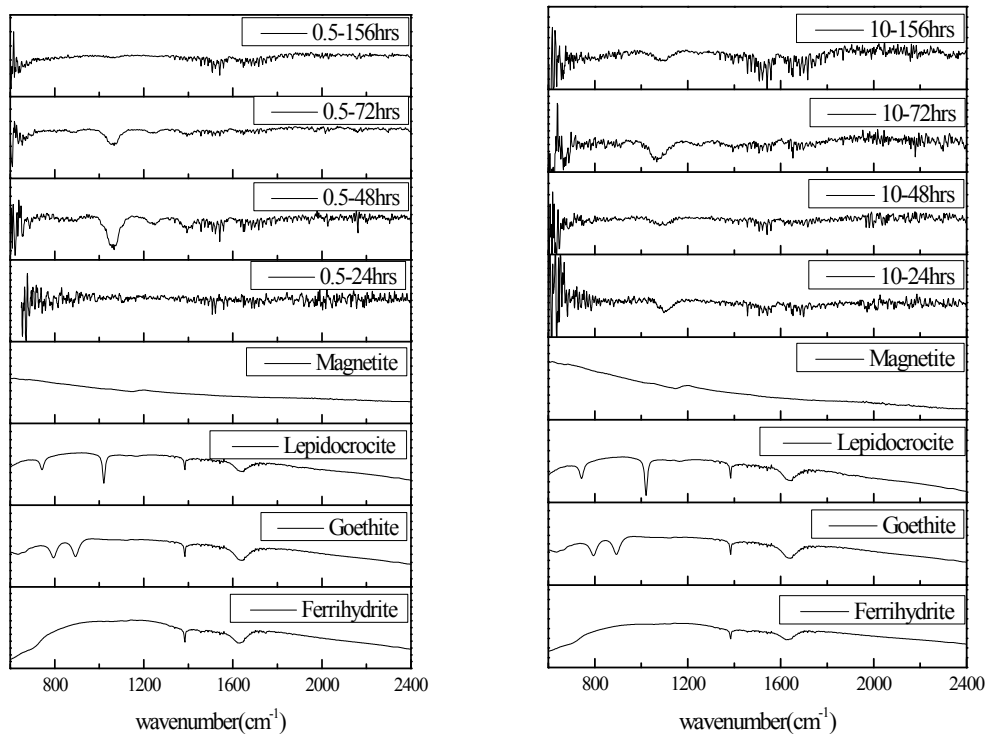 0.5-156hrs
0.5-72hrs
0.5-48hrs
0.5-24hrs
Magnetite
Lepidocrocite
Goethite
Ferrihydrite
800 1200 1600 2000 2400
wavenumber(cm-1)
10-156hrs
10-72hrs
10-48hrs
10-24hrs
Magnetite
Lepidocrocite
Goethite
Ferrihydrite
800 1200 1600 2000 2400
wavenumber(cm-1)